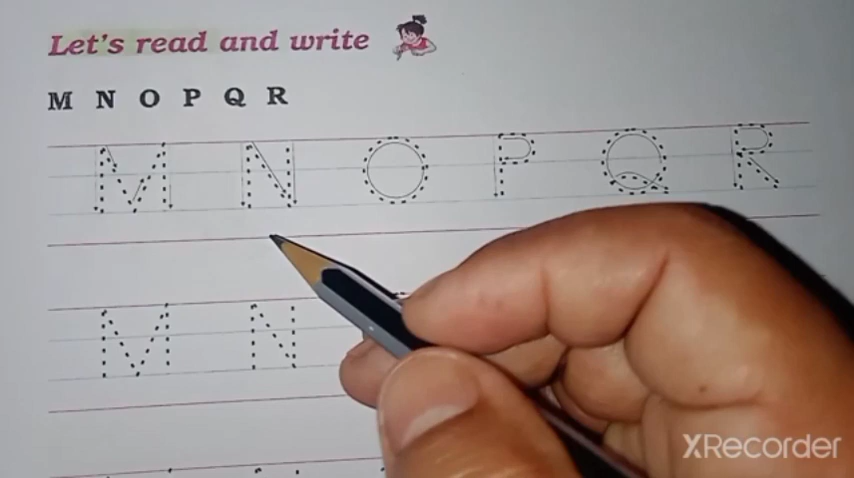 Let's read and write
M N O P Q R
M N O P Q R
M N
XRecorder